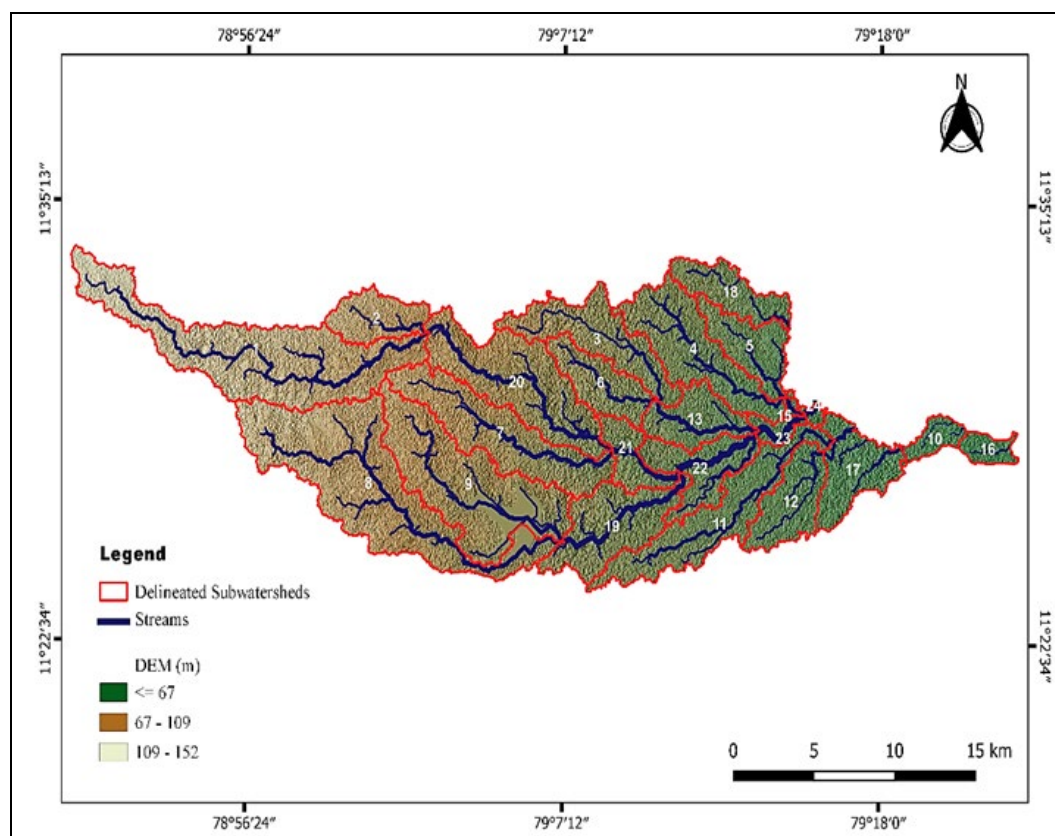 78°56′24″ 79°7′12″ 79°18′0″
N
11°35′13″ 11°35′13″
18
2 3 4 5
20 6
13 15 24
7 21 23 10
22 16
8 9 17
19 11 12
Legend
Delineated Subwatersheds
Streams
11°22′34″ 11°22′34″
DEM (m)
<= 67
67 - 109
109 - 152
0 5 10 15 km
78°56′24″ 79°7′12″ 79°18′0″